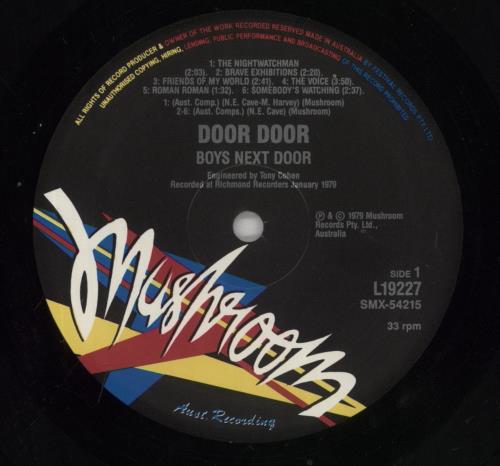 ALL RIGHTS OF RECORD PRODUCER & OWNER OF THE WORK RECORDED RESERVED MADE IN AUSTRALIA BY FESTIVAL RECORDS PTY LTD
UNAUTHORISED COPYING, HIRING, LENDING, PUBLIC PERFORMANCE AND BROADCASTING OF THIS RECORD PROHIBITED
1: THE NIGHTWATCHMAN
(2:03). 2: BRAVE EXHIBITIONS (2:20).
3: FRIENDS OF MY WORLD (2:41). 4: THE VOICE (3:50).
5: ROMAN ROMAN (1:32). 6: SOMEBODY'S WATCHING (2:37).
1: (Aust. Comp.) (N.E. Cave-M. Harvey) (Mushroom)
2-6: (Aust. Comps.) (N.E. Cave) (Mushroom)
DOOR DOOR
BOYS NEXT DOOR
Engineered by Tony Cohen
Recorded at Richmond Recorders January 1979
Ⓟ & © 1979 Mushroom
Records Pty. Ltd.,
Australia
SIDE 1
L19227
SMX-54215
33 rpm
Mushroom
Aust. Recording